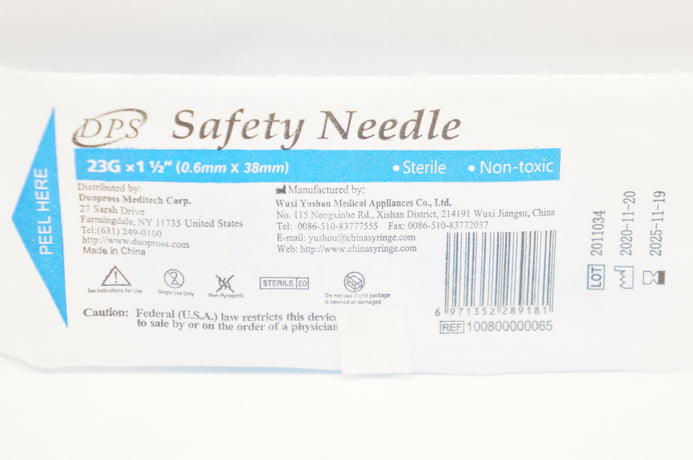 DPS Safety Needle
23G ×1 ½" (0.6mm X 38mm) • Sterile • Non-toxic
PEEL HERE
Distributed by:
Duopross Meditech Corp.
27 Sarah Drive
Farmingdale, NY 11735 United States
Tel:(631) 249-0100
http://www.duopross.com
Made in China
Manufactured by:
Wuxi Yushou Medical Appliances Co., Ltd.
No. 115 Nongxinhe Rd., Xishan District, 214191 Wuxi Jiangsu, China
Tel: 0086-510-83777555 Fax: 0086-510-83772037
E-mail: yushou@chinasyringe.com
Web: http://www.chinasyringe.com
See Instructions for Use
Single Use Only
Non-Pyrogenic
STERILE EO
Do not use if unit package
is opened or damaged
Caution: Federal (U.S.A.) law restricts this device
to sale by or on the order of a physician
6 971352 289181
REF 100800000065
LOT 2011034
2020-11-20
2025-11-19